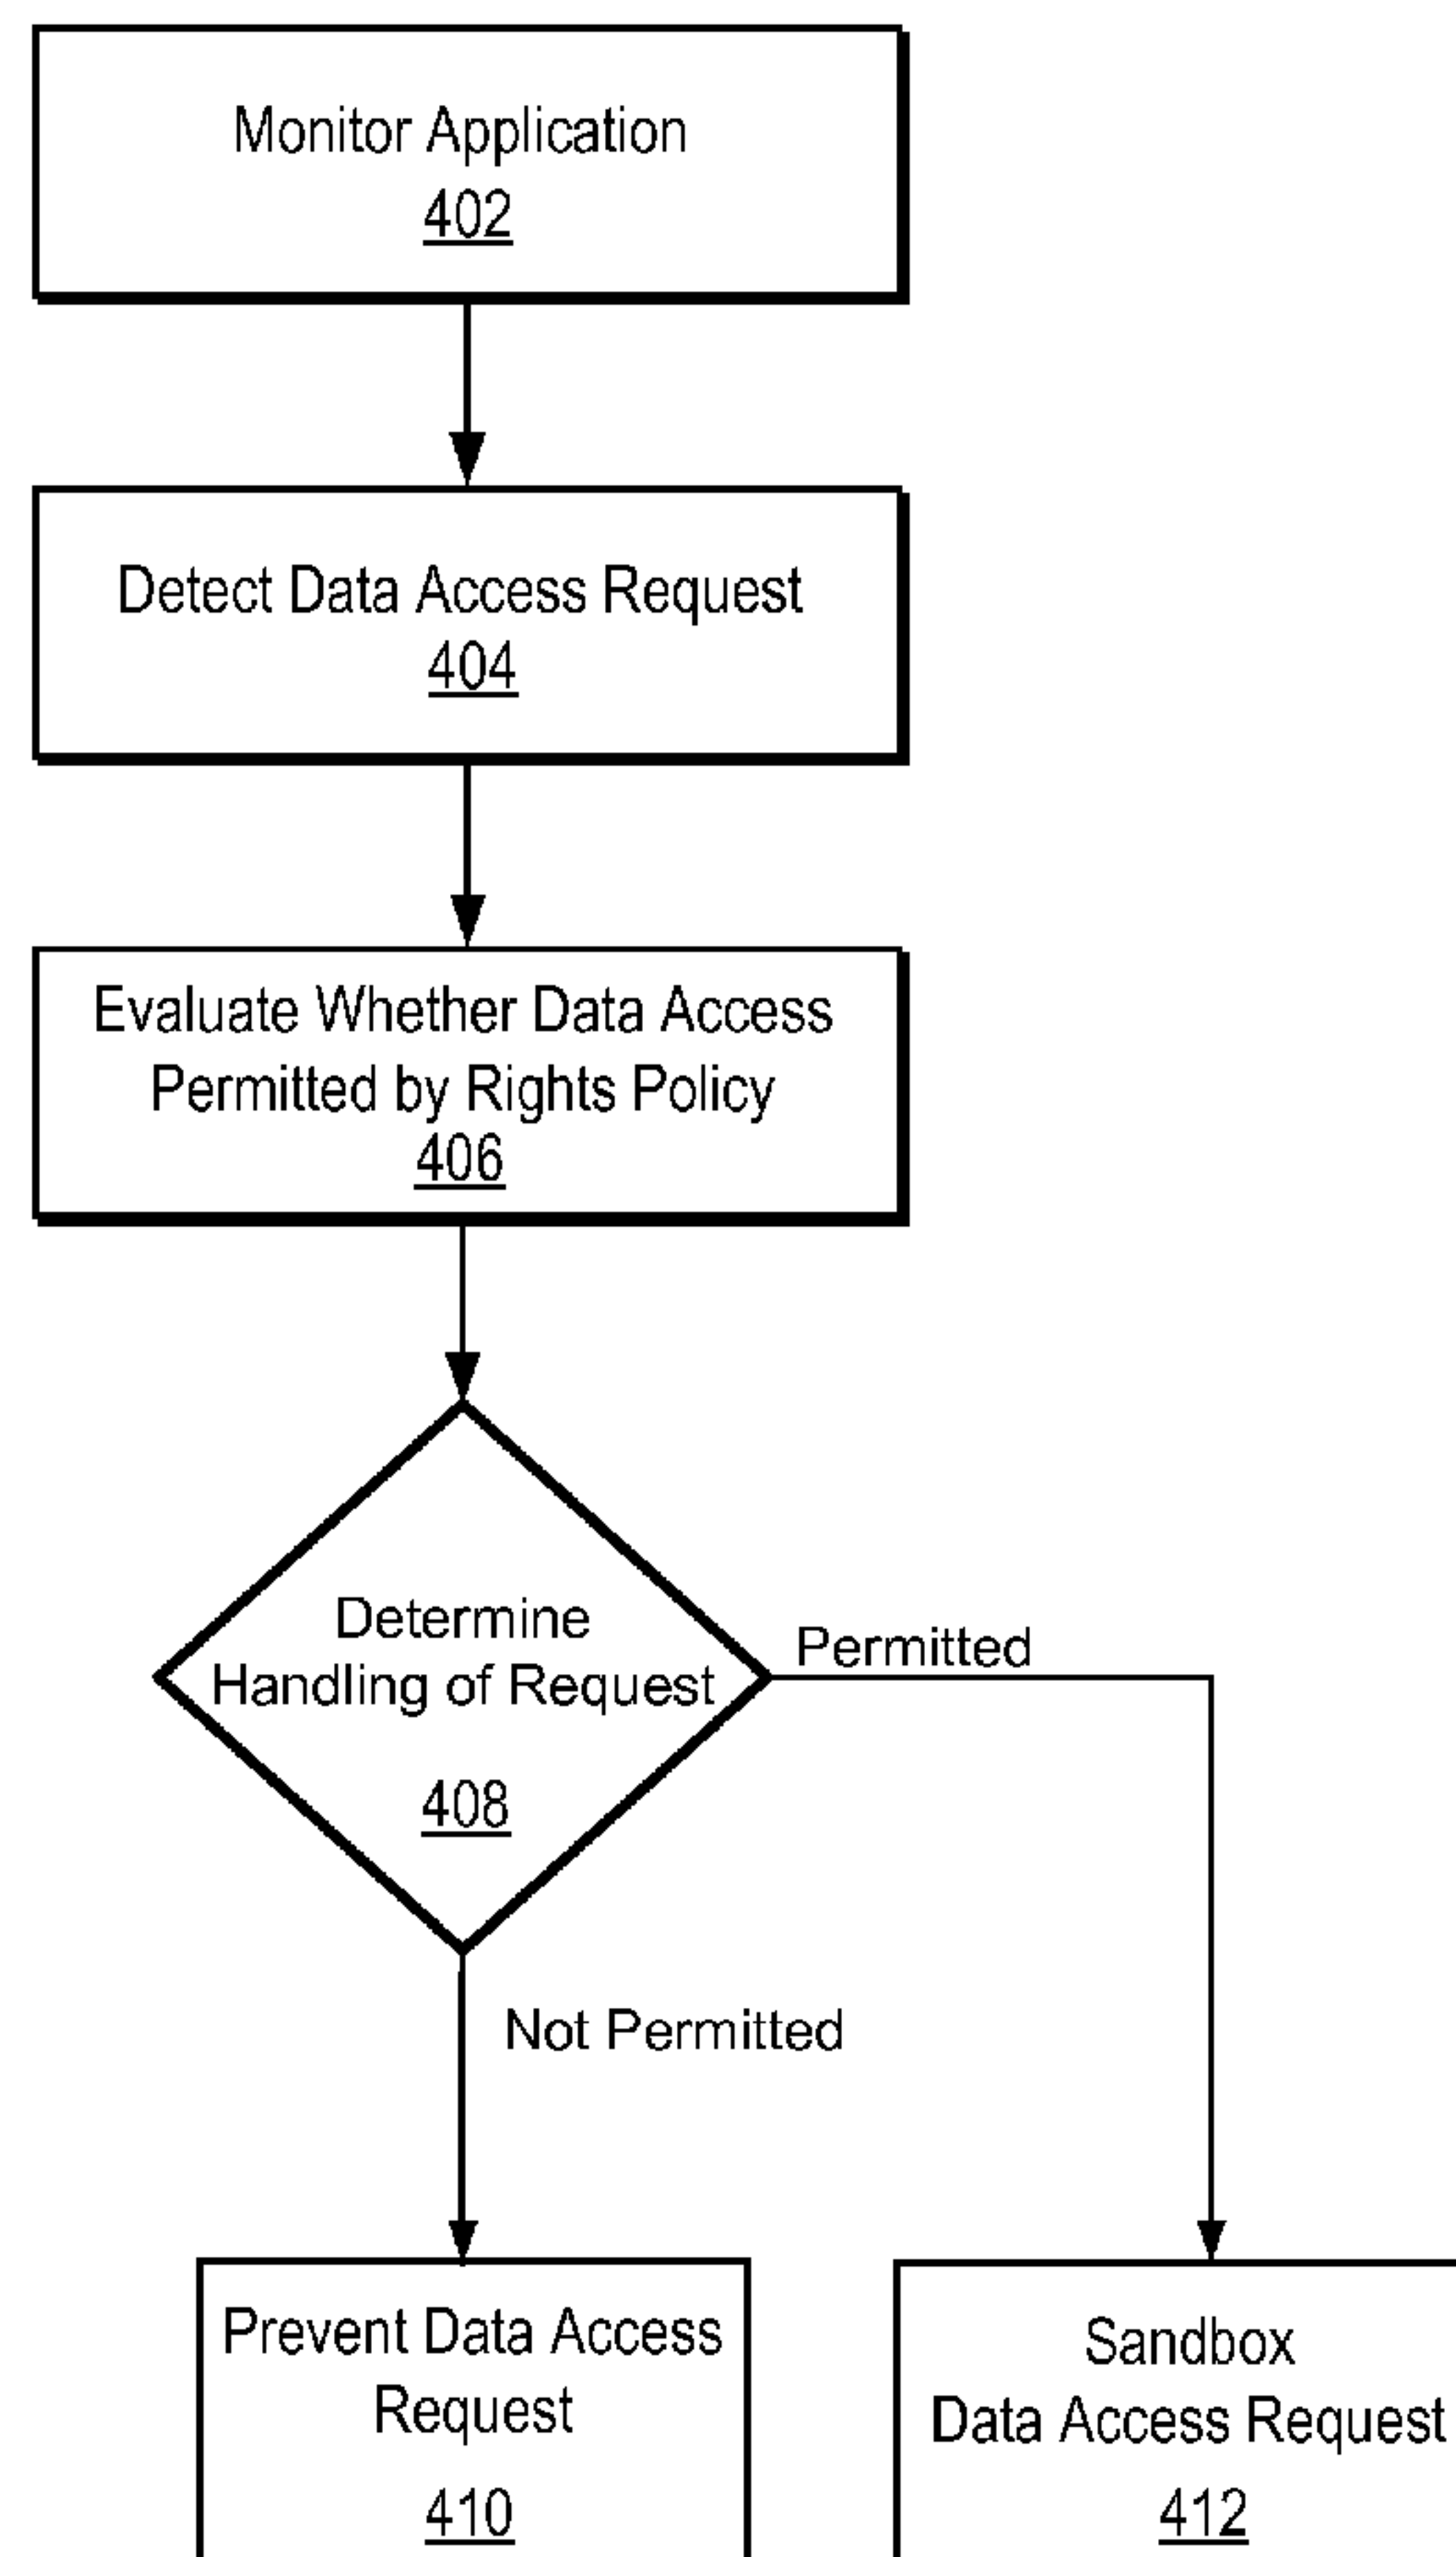 Monitor Application
402
Detect Data Access Request
404
Evaluate Whether Data Access
Permitted by Rights Policy
406
Determine
Handling of Request
408
Permitted
Not Permitted
Prevent Data Access
Request
410
Sandbox
Data Access Request
412